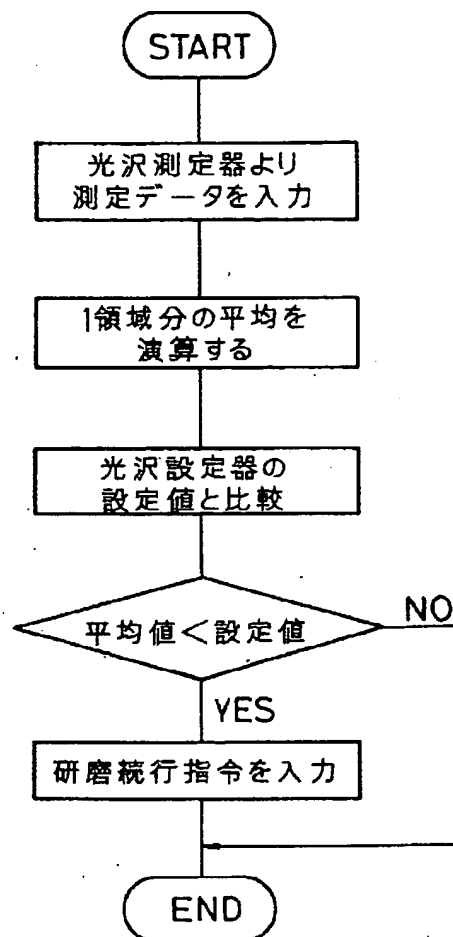 START
光沢測定器より
測定データを入力
1領域分の平均を
演算する
光沢設定器の
設定値と比較
平均値<設定値
NO
YES
研磨続行指令を入力
END